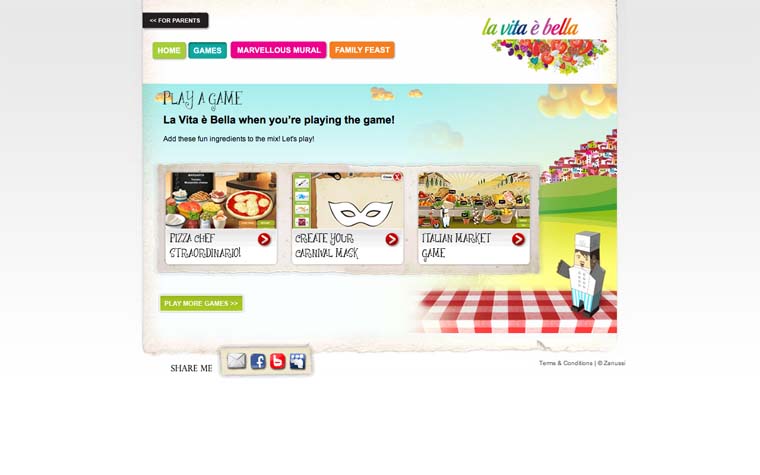 << FOR PARENTS
la vita è bella
HOME
GAMES
MARVELLOUS MURAL
FAMILY FEAST
PLAY A GAME
La Vita è Bella when you're playing the game!
Add these fun ingredients to the mix! Let's play!
PIZZA CHEF
STRAORDINARIO!
CREATE YOUR
CARNIVAL MASK
ITALIAN MARKET
GAME
PLAY MORE GAMES >>
SHARE ME
Terms & Conditions | © Zanussi